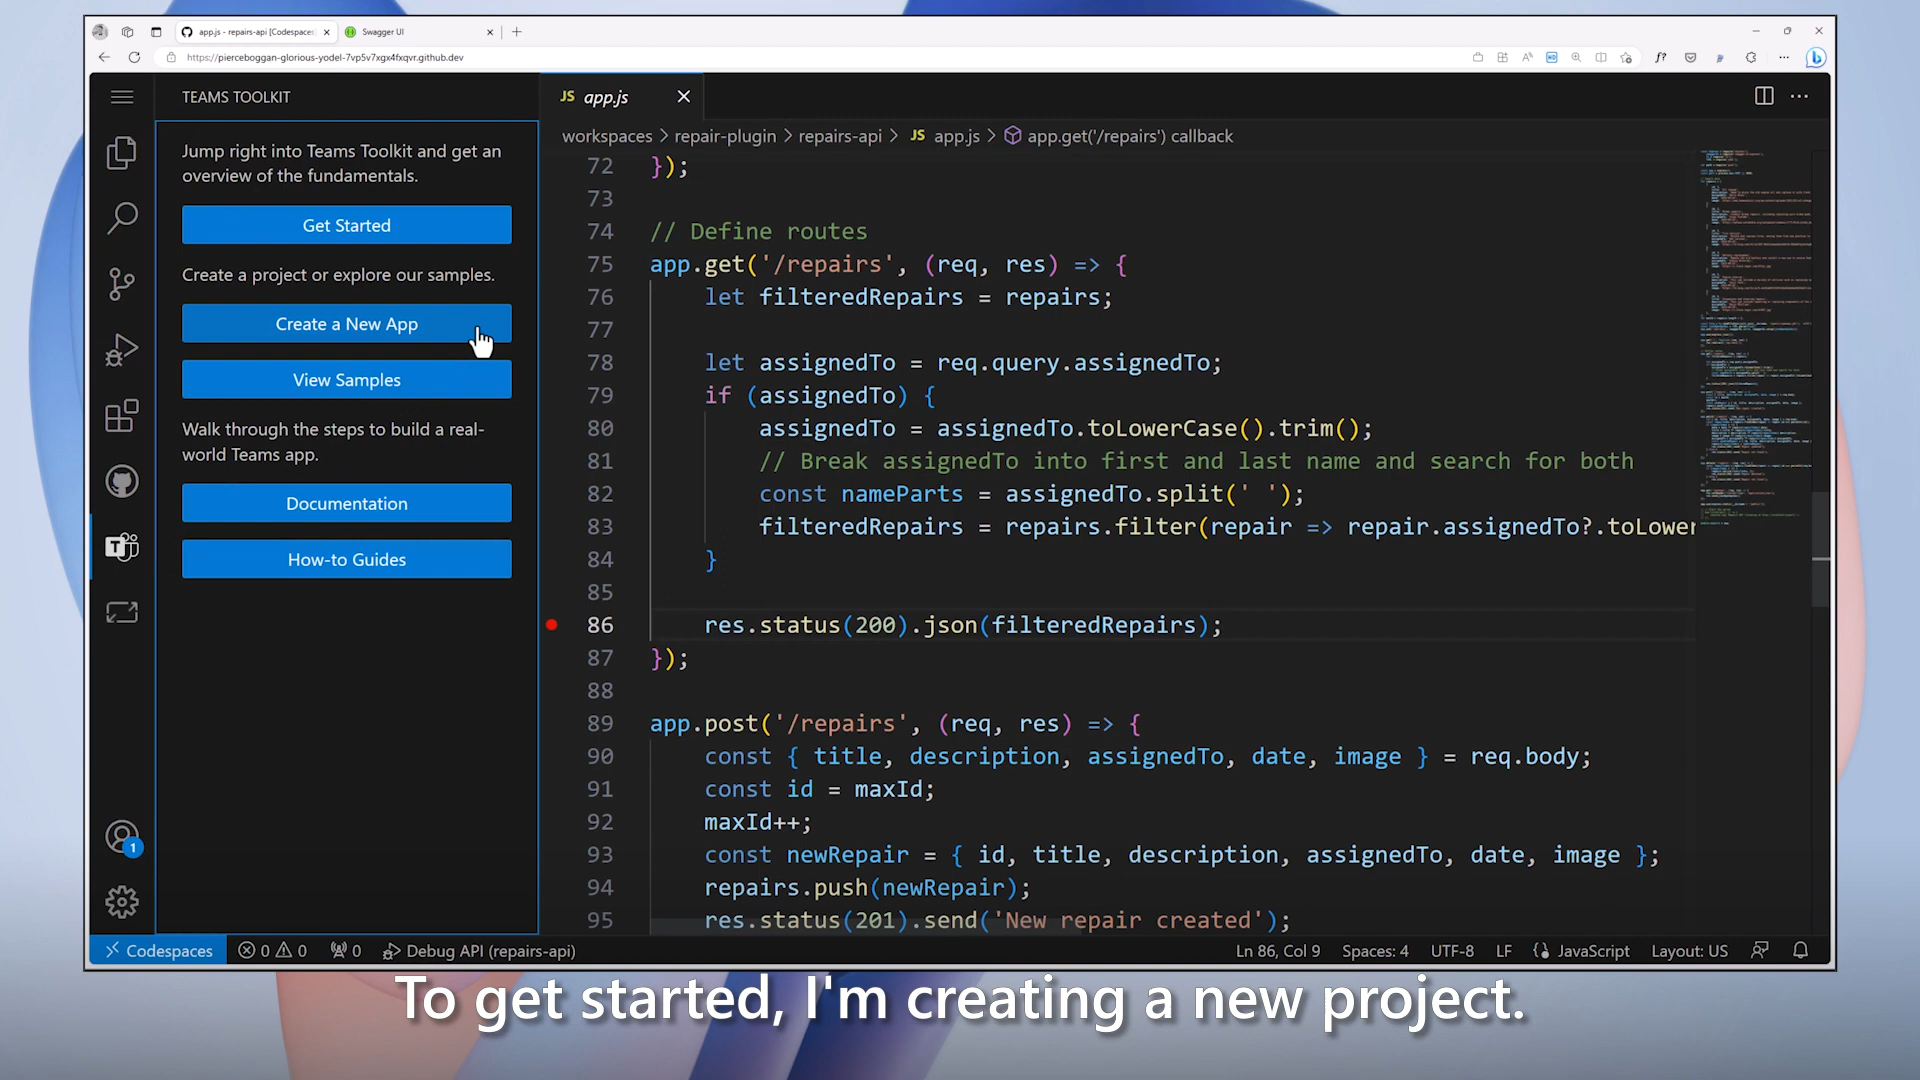 app.js - repairs-api [Codespaces:
Swagger UI
https://pierceboggan-glorious-yodel-7vp5v7xgx4fxqvr.github.dev
TEAMS TOOLKIT
Jump right into Teams Toolkit and get an
overview of the fundamentals.
Get Started
Create a project or explore our samples.
Create a New App
View Samples
Walk through the steps to build a real-
world Teams app.
Documentation
How-to Guides
1
JS app.js
workspaces > repair-plugin > repairs-api > JS app.js > app.get('/repairs') callback
72 });
73
74 // Define routes
75 app.get('/repairs', (req, res) => {
76 let filteredRepairs = repairs;
77
78 let assignedTo = req.query.assignedTo;
79 if (assignedTo) {
80 assignedTo = assignedTo.toLowerCase().trim();
81 // Break assignedTo into first and last name and search for both
82 const nameParts = assignedTo.split(' ');
83 filteredRepairs = repairs.filter(repair => repair.assignedTo?.toLower
84 }
85
86 res.status(200).json(filteredRepairs);
87 });
88
89 app.post('/repairs', (req, res) => {
90 const { title, description, assignedTo, date, image } = req.body;
91 const id = maxId;
92 maxId++;
93 const newRepair = { id, title, description, assignedTo, date, image };
94 repairs.push(newRepair);
95 res.status(201).send('New repair created');
Codespaces 0 0 0 Debug API (repairs-api) Ln 86, Col 9 Spaces: 4 UTF-8 LF JavaScript Layout: US
To get started, I'm creating a new project.